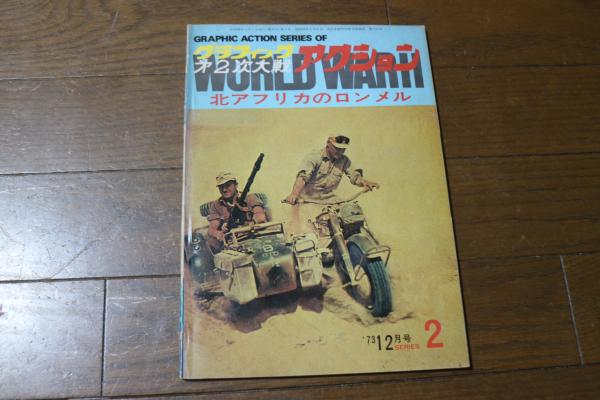 GRAPHIC ACTION SERIES OF
グラフィック
アクション
第2次大戦
WORLD WAR II
北アフリカのロンメル
'73 12月号
SERIES 2